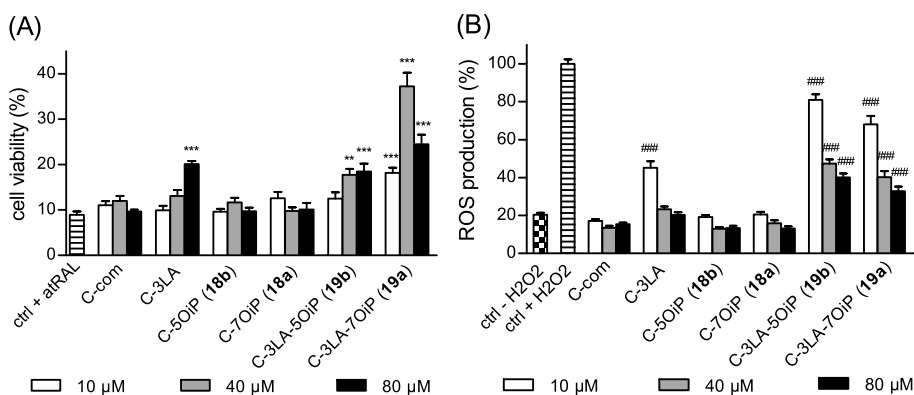 (A)
cell viability (%)
40
30
20
10
0
***
** ***
***
***
***
ctrl + atRAL
C-com
C-3LA
C-5OiP (18b)
C-7OiP (18a)
C-3LA-5OiP (19b)
C-3LA-7OiP (19a)
10 µM 40 µM 80 µM
(B)
ROS production (%)
100
80
60
40
20
0
###
###
###
###
###
###
###
ctrl - H2O2
ctrl + H2O2
C-com
C-3LA
C-5OiP (18b)
C-7OiP (18a)
C-3LA-5OiP (19b)
C-3LA-7OiP (19a)
10 µM 40 µM 80 µM